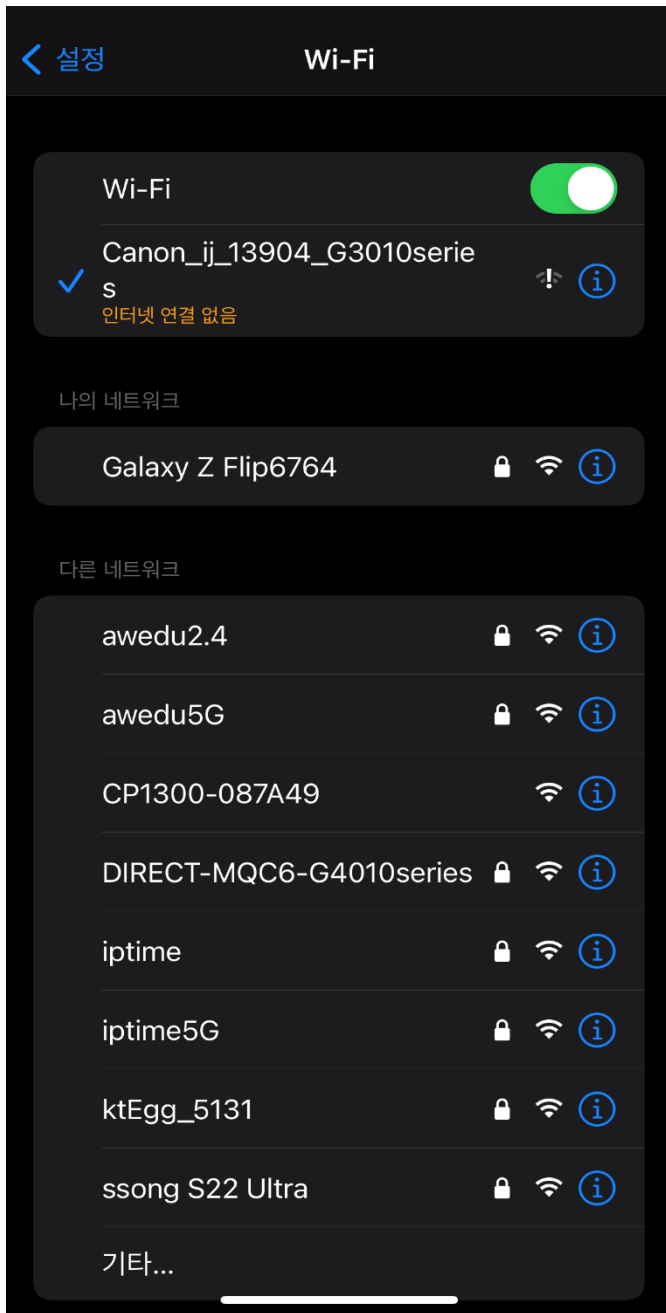 설정
Wi-Fi
Wi-Fi
Canon_ij_13904_G3010serie
s
인터넷 연결 없음
나의 네트워크
Galaxy Z Flip6764
다른 네트워크
awedu2.4
awedu5G
CP1300-087A49
DIRECT-MQC6-G4010series
iptime
iptime5G
ktEgg_5131
ssong S22 Ultra
기타...